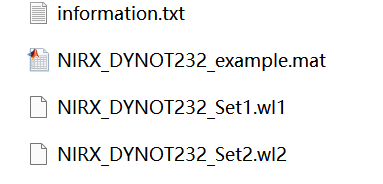 information.txt
NIRX_DYNOT232_example.mat
NIRX_DYNOT232_Set1.wl1
NIRX_DYNOT232_Set2.wl2